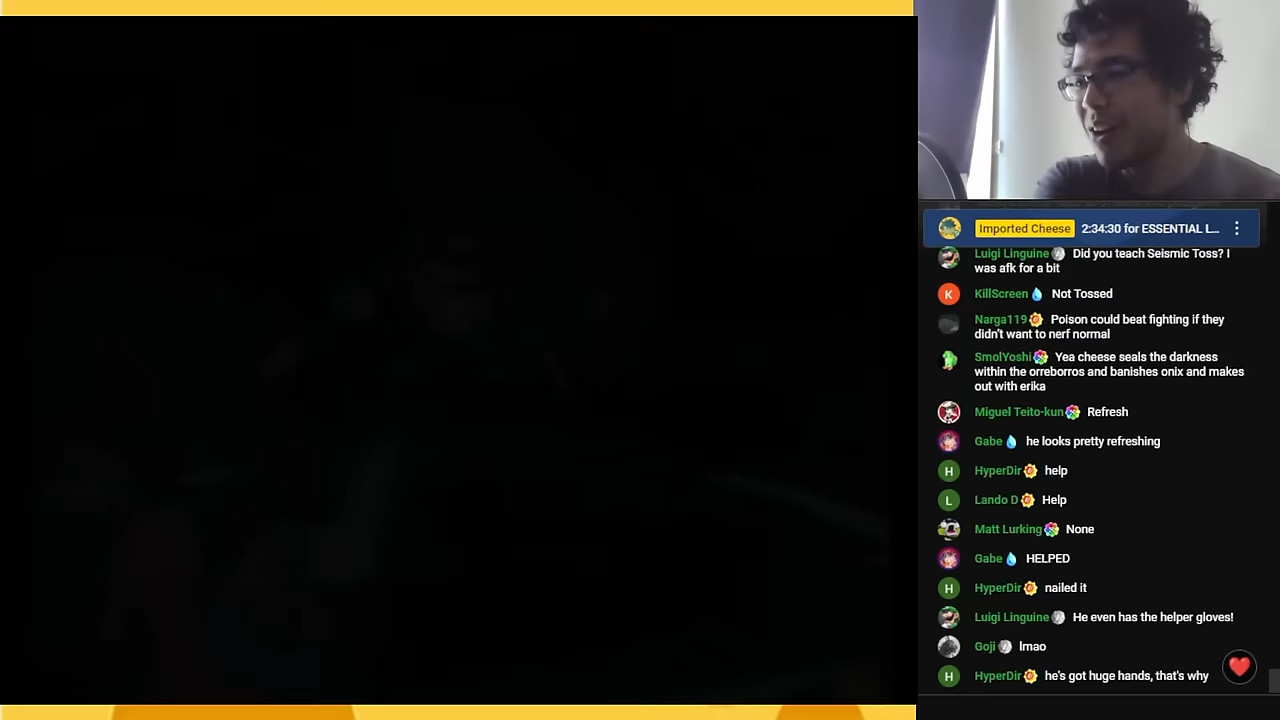 Imported Cheese 2:34:30 for ESSENTIAL L...
Luigi Linguine Did you teach Seismic Toss? I
was afk for a bit
K KillScreen Not Tossed
Narga119 Poison could beat fighting if they
didn't want to nerf normal
SmolYoshi Yea cheese seals the darkness
within the orreborros and banishes onix and makes
out with erika
Miguel Teito-kun Refresh
Gabe he looks pretty refreshing
H HyperDir help
L Lando D Help
Matt Lurking None
Gabe HELPED
H HyperDir nailed it
Luigi Linguine He even has the helper gloves!
Goji lmao
H HyperDir he's got huge hands, that's why